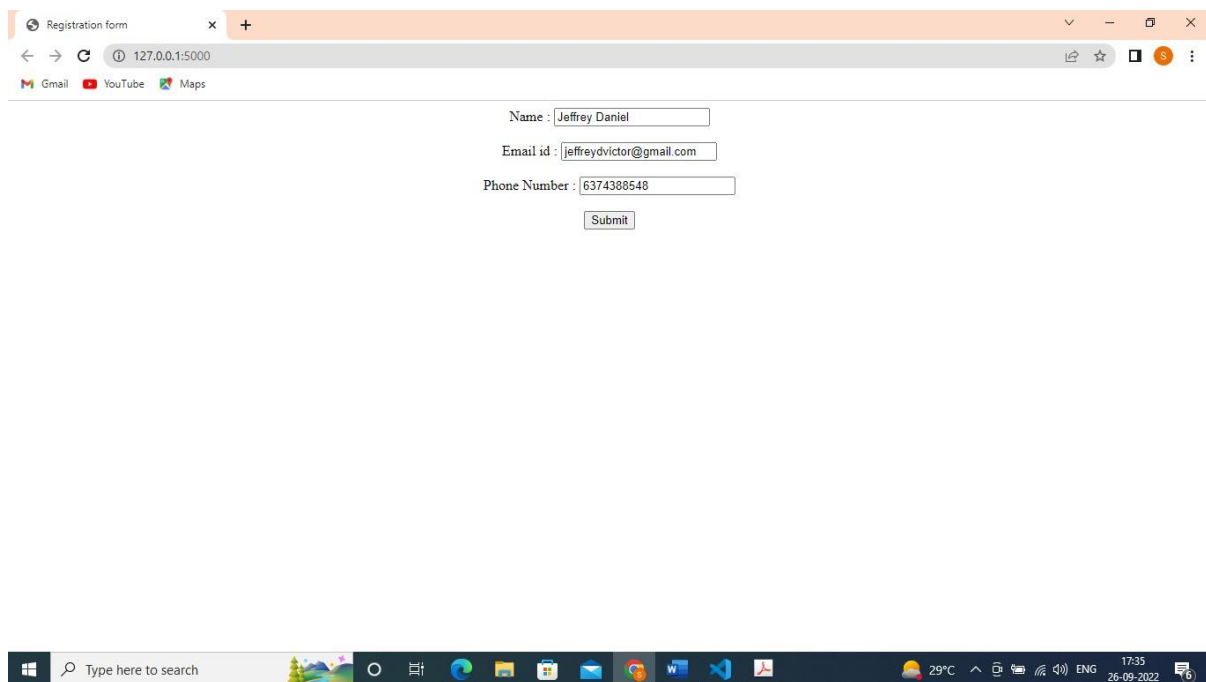 Registration form
127.0.0.1:5000
Gmail YouTube Maps
S
Name : Jeffrey Daniel
Email id : jeffreydvictor@gmail.com
Phone Number : 6374388548
Submit
Type here to search
W
29°C ENG 17:35
26-09-2022
6